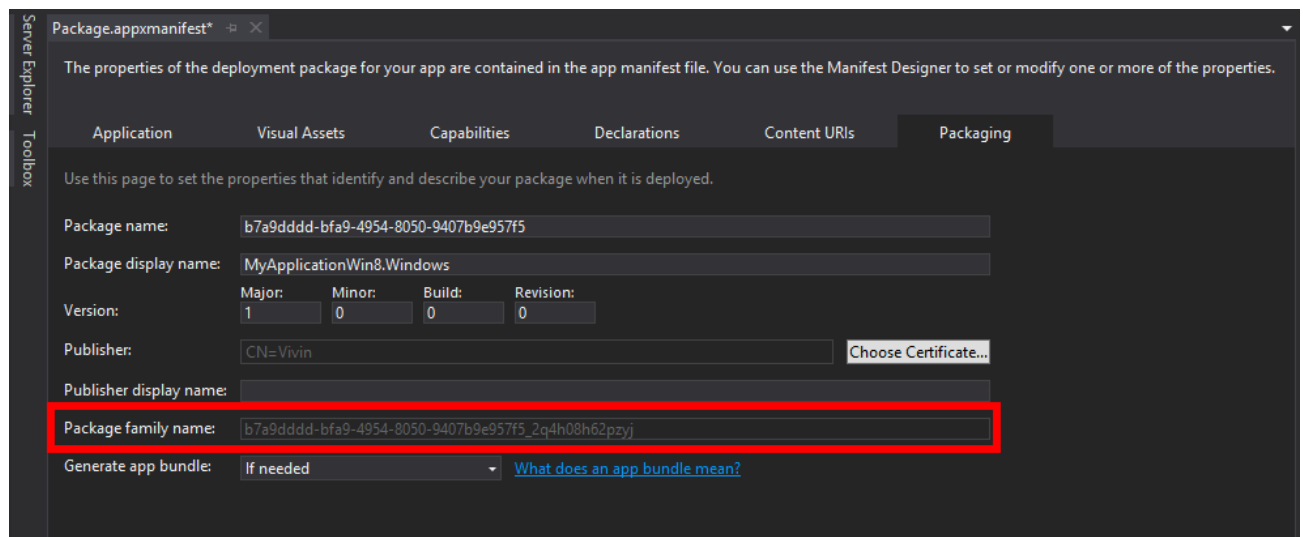 Server Explorer
Toolbox
Package.appxmanifest*
The properties of the deployment package for your app are contained in the app manifest file. You can use the Manifest Designer to set or modify one or more of the properties.
Application Visual Assets Capabilities Declarations Content URIs Packaging
Use this page to set the properties that identify and describe your package when it is deployed.
Package name: b7a9dddd-bfa9-4954-8050-9407b9e957f5
Package display name: MyApplicationWin8.Windows
Major: Minor: Build: Revision:
Version: 1 0 0 0
Publisher: CN=Vivin Choose Certificate...
Publisher display name:
Package family name: b7a9dddd-bfa9-4954-8050-9407b9e957f5_2q4h08h62pzyj
Generate app bundle: If needed What does an app bundle mean?